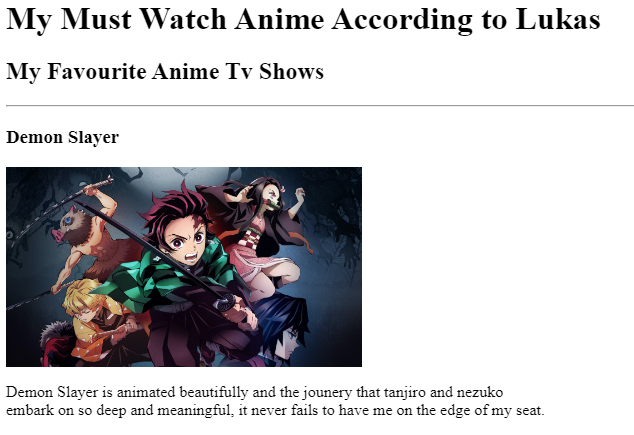 My Must Watch Anime According to Lukas
My Favourite Anime Tv Shows
Demon Slayer
Demon Slayer is animated beautifully and the jounery that tanjiro and nezuko
embark on so deep and meaningful, it never fails to have me on the edge of my seat.